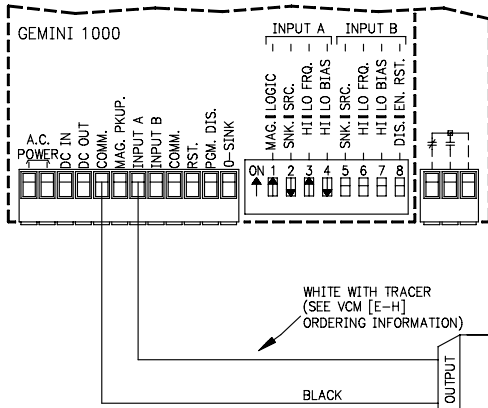 GEMINI 1000
INPUT A
INPUT B
A.C.
POWER
DC IN
DC OUT
COMM.
MAG. PKUP.
INPUT A
INPUT B
COMM.
RST.
PGM. DIS.
O-SINK
MAG. LOGIC
SNK. SRC.
HI LO FRQ.
HI LO BIAS
SNK. SRC.
HI LO FRQ.
HI LO BIAS
DIS. EN. RST.
ON 1 2 3 4 5 6 7 8
WHITE WITH TRACER
(SEE VCM [E-H]
ORDERING INFORMATION)
OUTPUT
BLACK